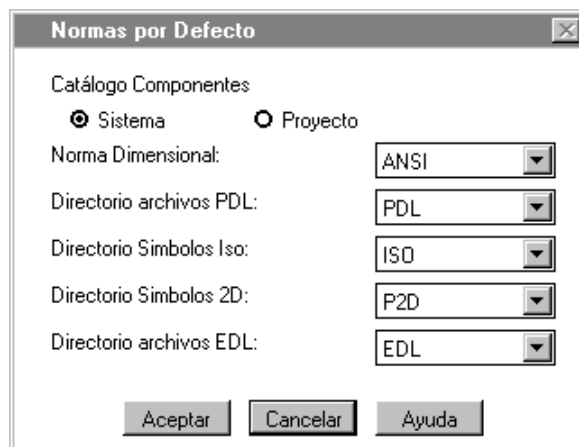 Normas por Defecto
Catálogo Componentes
Sistema Proyecto
Norma Dimensional: ANSI
Directorio archivos PDL: PDL
Directorio Simbolos Iso: ISO
Directorio Simbolos 2D: P2D
Directorio archivos EDL: EDL
Aceptar Cancelar Ayuda